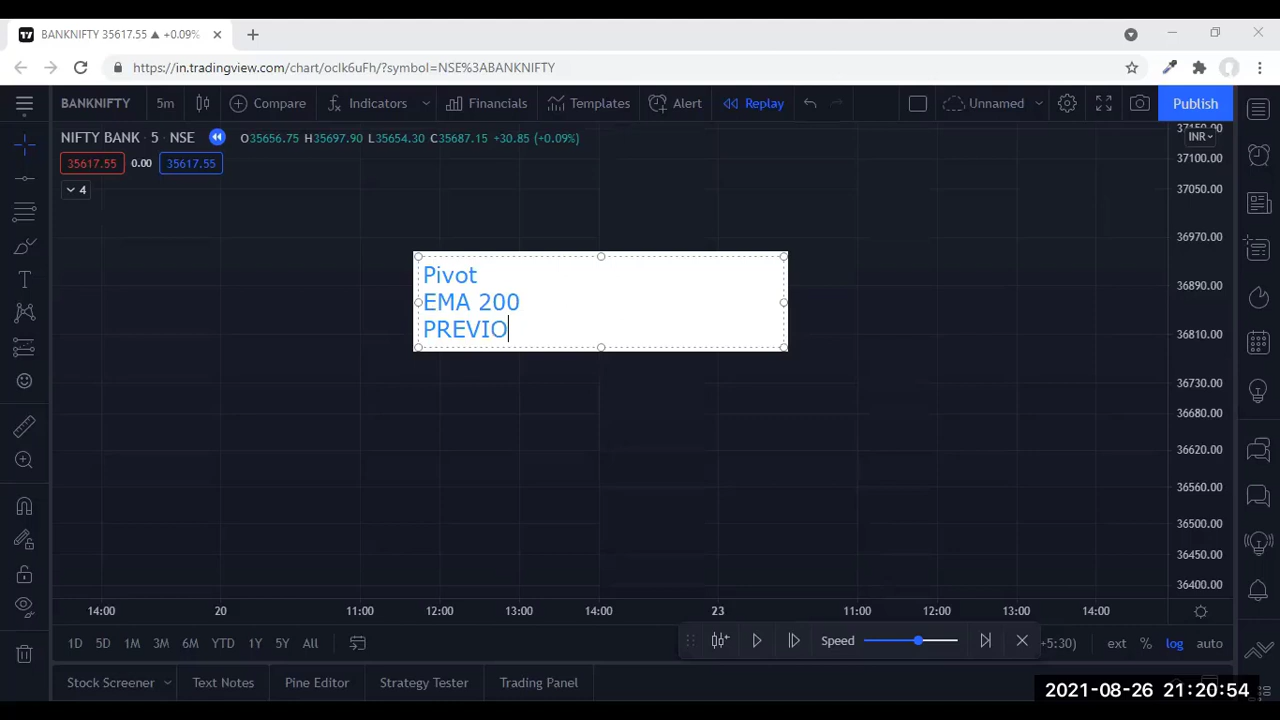 BANKNIFTY 35617.55 ▲ +0.09%
https://in.tradingview.com/chart/oclk6uFh/?symbol=NSE%3ABANKNIFTY
BANKNIFTY 5m Compare Indicators Financials Templates Alert Replay Unnamed Publish
NIFTY BANK · 5 · NSE O35656.75 H35697.90 L35654.30 C35687.15 +30.85 (+0.09%)
INR
35617.55 0.00 35617.55
4
37150.00
37100.00
37050.00
36970.00
36890.00
36810.00
36730.00
36680.00
36620.00
36560.00
36500.00
36450.00
36400.00
Pivot
EMA 200
PREVIO
14:00 20 11:00 12:00 13:00 14:00 23 11:00 12:00 13:00 14:00
1D 5D 1M 3M 6M YTD 1Y 5Y All Speed +5:30) ext % log auto
Stock Screener Text Notes Pine Editor Strategy Tester Trading Panel
2021-08-26 21:20:54